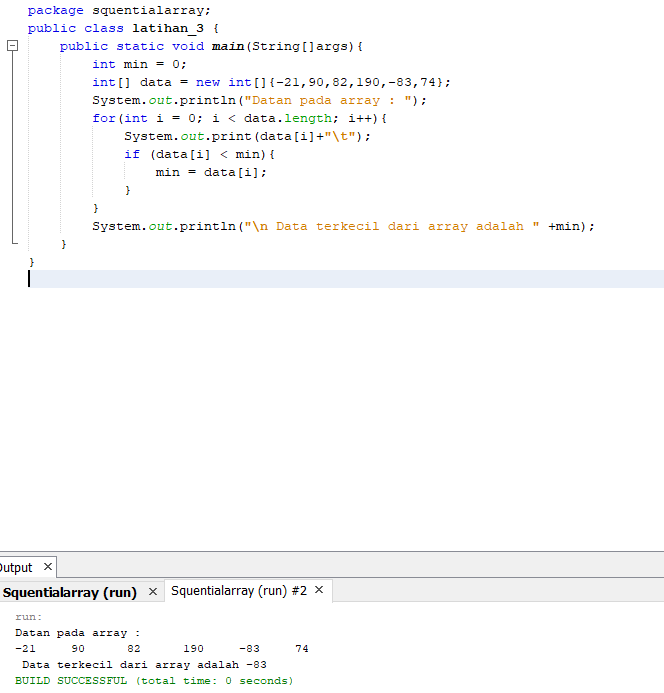 package squentialarray;
public class latihan_3 {
public static void main(String[]args){
int min = 0;
int[] data = new int[]{-21,90,82,190,-83,74};
System.out.println("Datan pada array : ");
for(int i = 0; i < data.length; i++){
System.out.print(data[i]+"\t");
if (data[i] < min){
min = data[i];
}
}
System.out.println("\n Data terkecil dari array adalah " +min);
}
}
Output ×
Squentialarray (run) × Squentialarray (run) #2 ×
run:
Datan pada array :
-21 90 82 190 -83 74
Data terkecil dari array adalah -83
BUILD SUCCESSFUL (total time: 0 seconds)